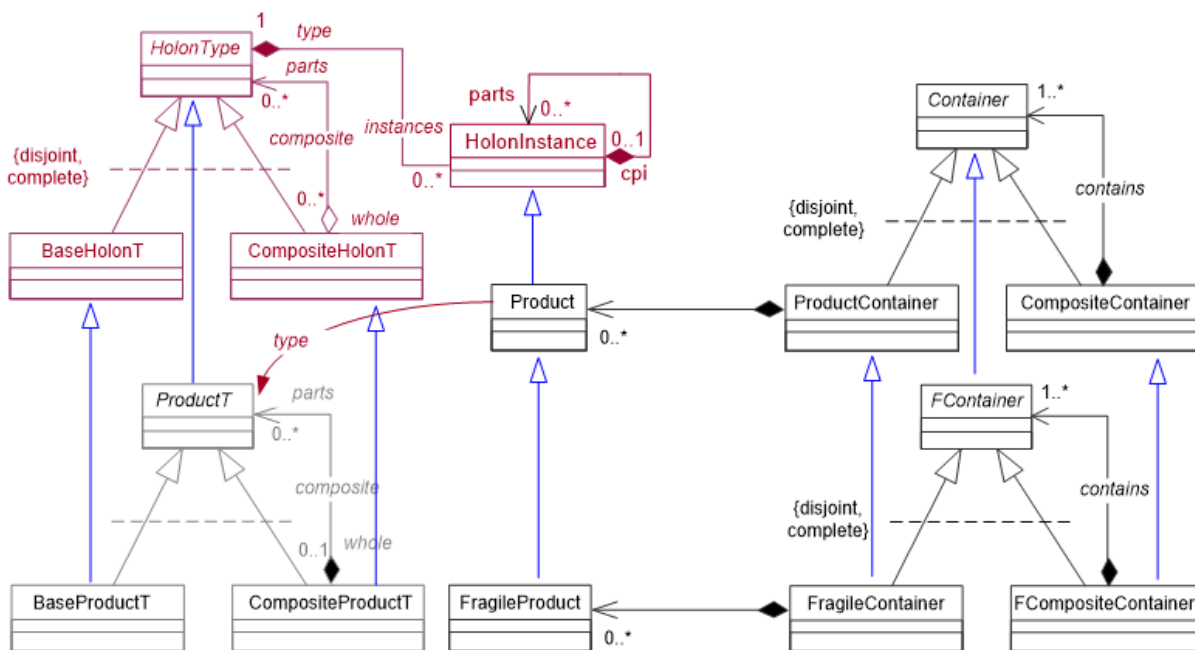 1
type
HolonType
parts
0..*
composite
instances
0..*
{disjoint,
complete}
0..*
whole
BaseHolonT
CompositeHolonT
parts
0..*
HolonInstance
0..1
cpi
Container
1..*
contains
{disjoint,
complete}
Product
0..*
ProductContainer
CompositeContainer
type
ProductT
parts
0..*
composite
0..1
whole
FContainer
1..*
contains
{disjoint,
complete}
BaseProductT
CompositeProductT
FragileProduct
0..*
FragileContainer
FCompositeContainer